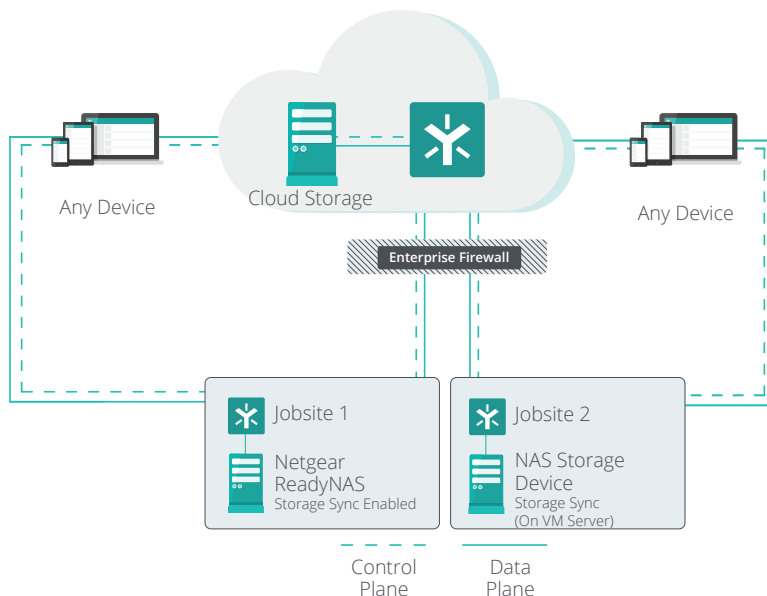 Any Device
Cloud Storage
Any Device
Enterprise Firewall
Jobsite 1
Netgear
ReadyNAS
Storage Sync Enabled
Jobsite 2
NAS Storage
Device
Storage Sync
(On VM Server)
Control
Plane
Data
Plane